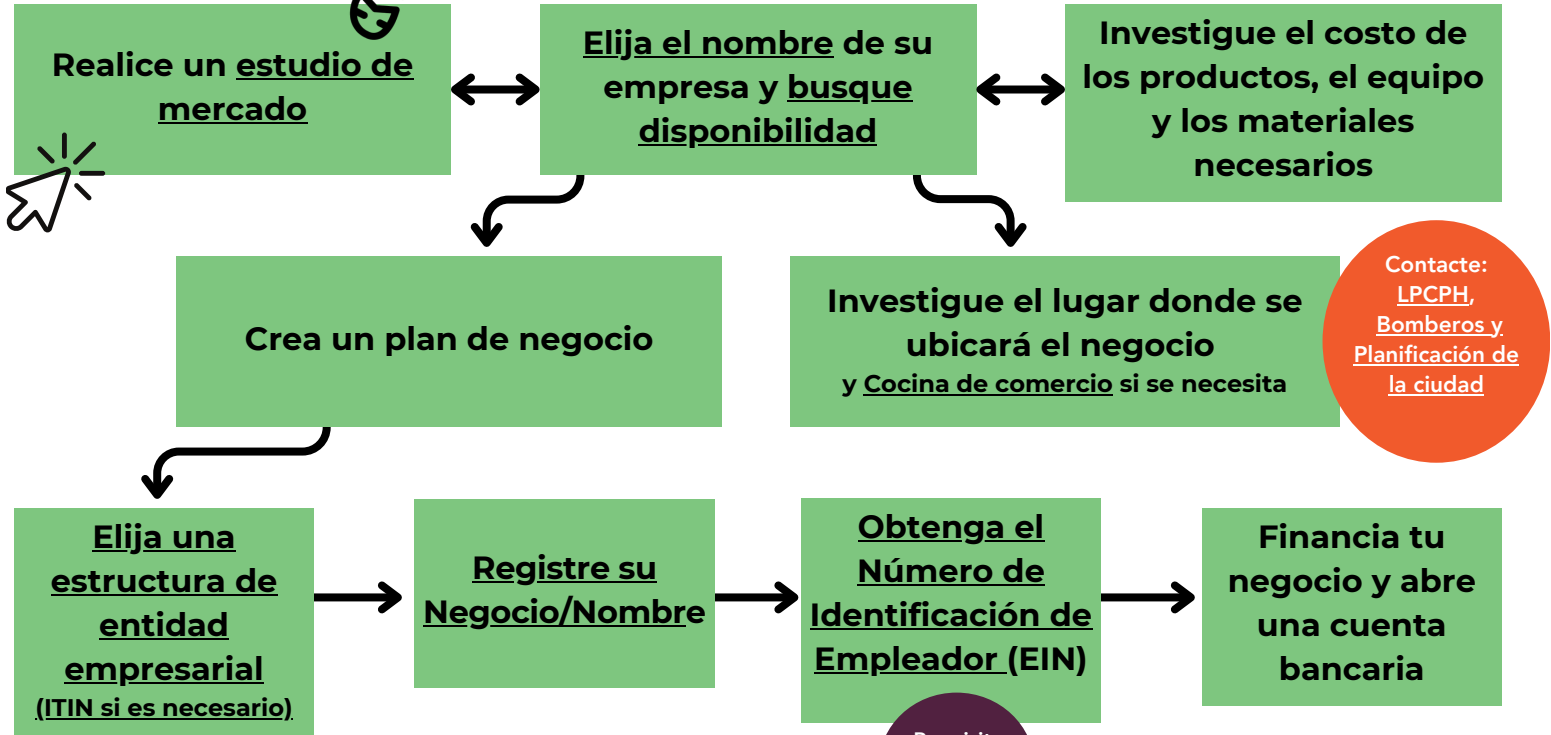 Realice un estudio de
mercado
Elija el nombre de su
empresa y busque
disponibilidad
Investigue el costo de
los productos, el equipo
y los materiales
necesarios
Crea un plan de negocio
Investigue el lugar donde se
ubicará el negocio
y Cocina de comercio si se necesita
Contacte:
LPCPH,
Bomberos y
Planificación de
la ciudad
Elija una
estructura de
entidad
empresarial
(ITIN si es necesario)
Registre su
Negocio/Nombre
Obtenga el
Número de
Identificación de
Empleador (EIN)
Financia tu
negocio y abre
una cuenta
bancaria